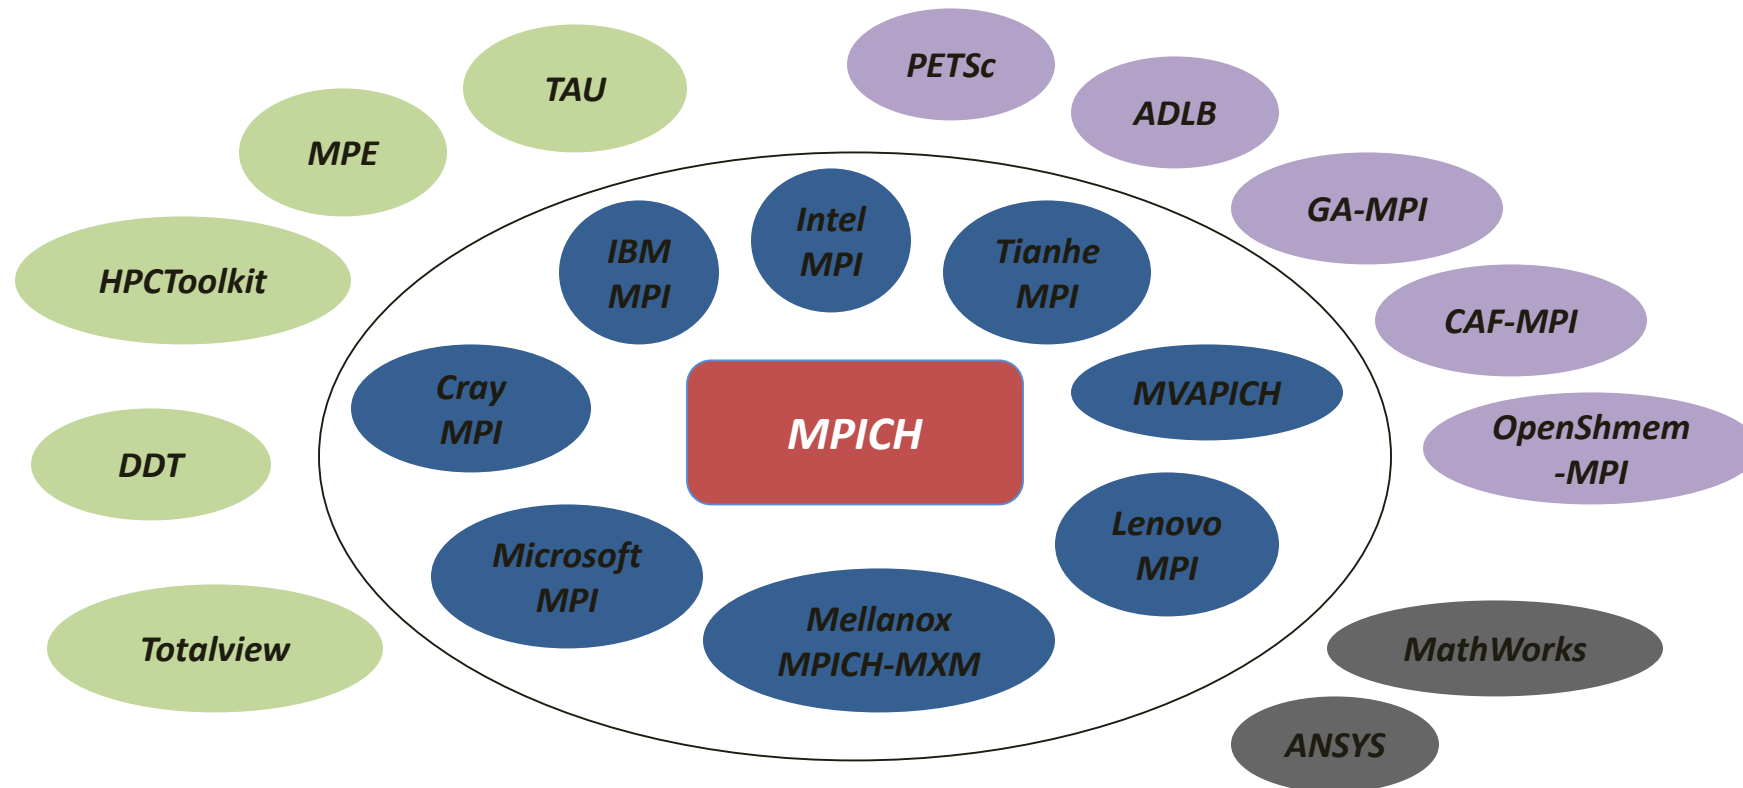 PETSc
TAU
ADLB
MPE
GA-MPI
Intel
MPI
IBM
MPI
Tianhe
MPI
HPCToolkit
CAF-MPI
Cray
MPI
MPICH
MVAPICH
OpenShmem
-MPI
DDT
Lenovo
MPI
Microsoft
MPI
Mellanox
MPICH-MXM
Totalview
MathWorks
ANSYS